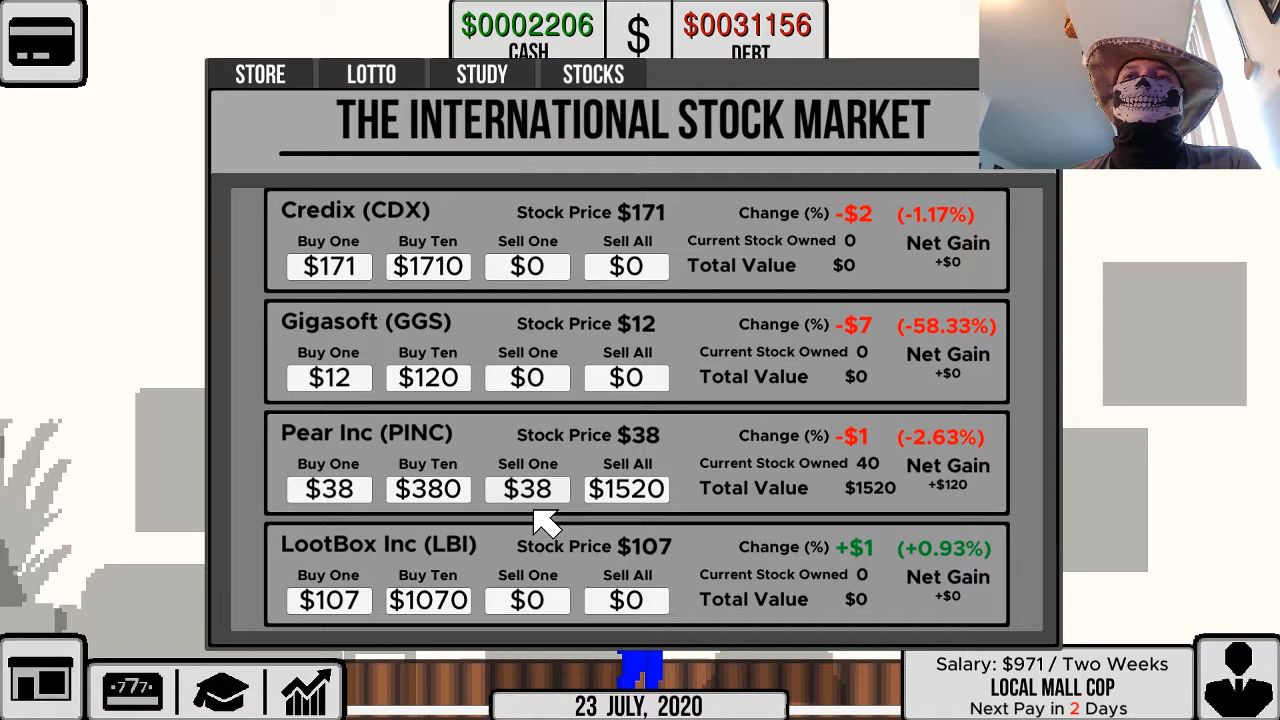 $0002206
CASH
$
$0031156
DEBT
STORE LOTTO STUDY STOCKS
THE INTERNATIONAL STOCK MARKET
Credix (CDX) Stock Price $171 Change (%) -$2 (-1.17%)
Buy One Buy Ten Sell One Sell All Current Stock Owned 0 Net Gain
$171 $1710 $0 $0 Total Value $0 +$0
Gigasoft (GGS) Stock Price $12 Change (%) -$7 (-58.33%)
Buy One Buy Ten Sell One Sell All Current Stock Owned 0 Net Gain
$12 $120 $0 $0 Total Value $0 +$0
Pear Inc (PINC) Stock Price $38 Change (%) -$1 (-2.63%)
Buy One Buy Ten Sell One Sell All Current Stock Owned 40 Net Gain
$38 $380 $38 $1520 Total Value $1520 +$120
LootBox Inc (LBI) Stock Price $107 Change (%) +$1 (+0.93%)
Buy One Buy Ten Sell One Sell All Current Stock Owned 0 Net Gain
$107 $1070 $0 $0 Total Value $0 +$0
777
23 JULY, 2020
Salary: $971 / Two Weeks
LOCAL MALL COP
Next Pay in 2 Days